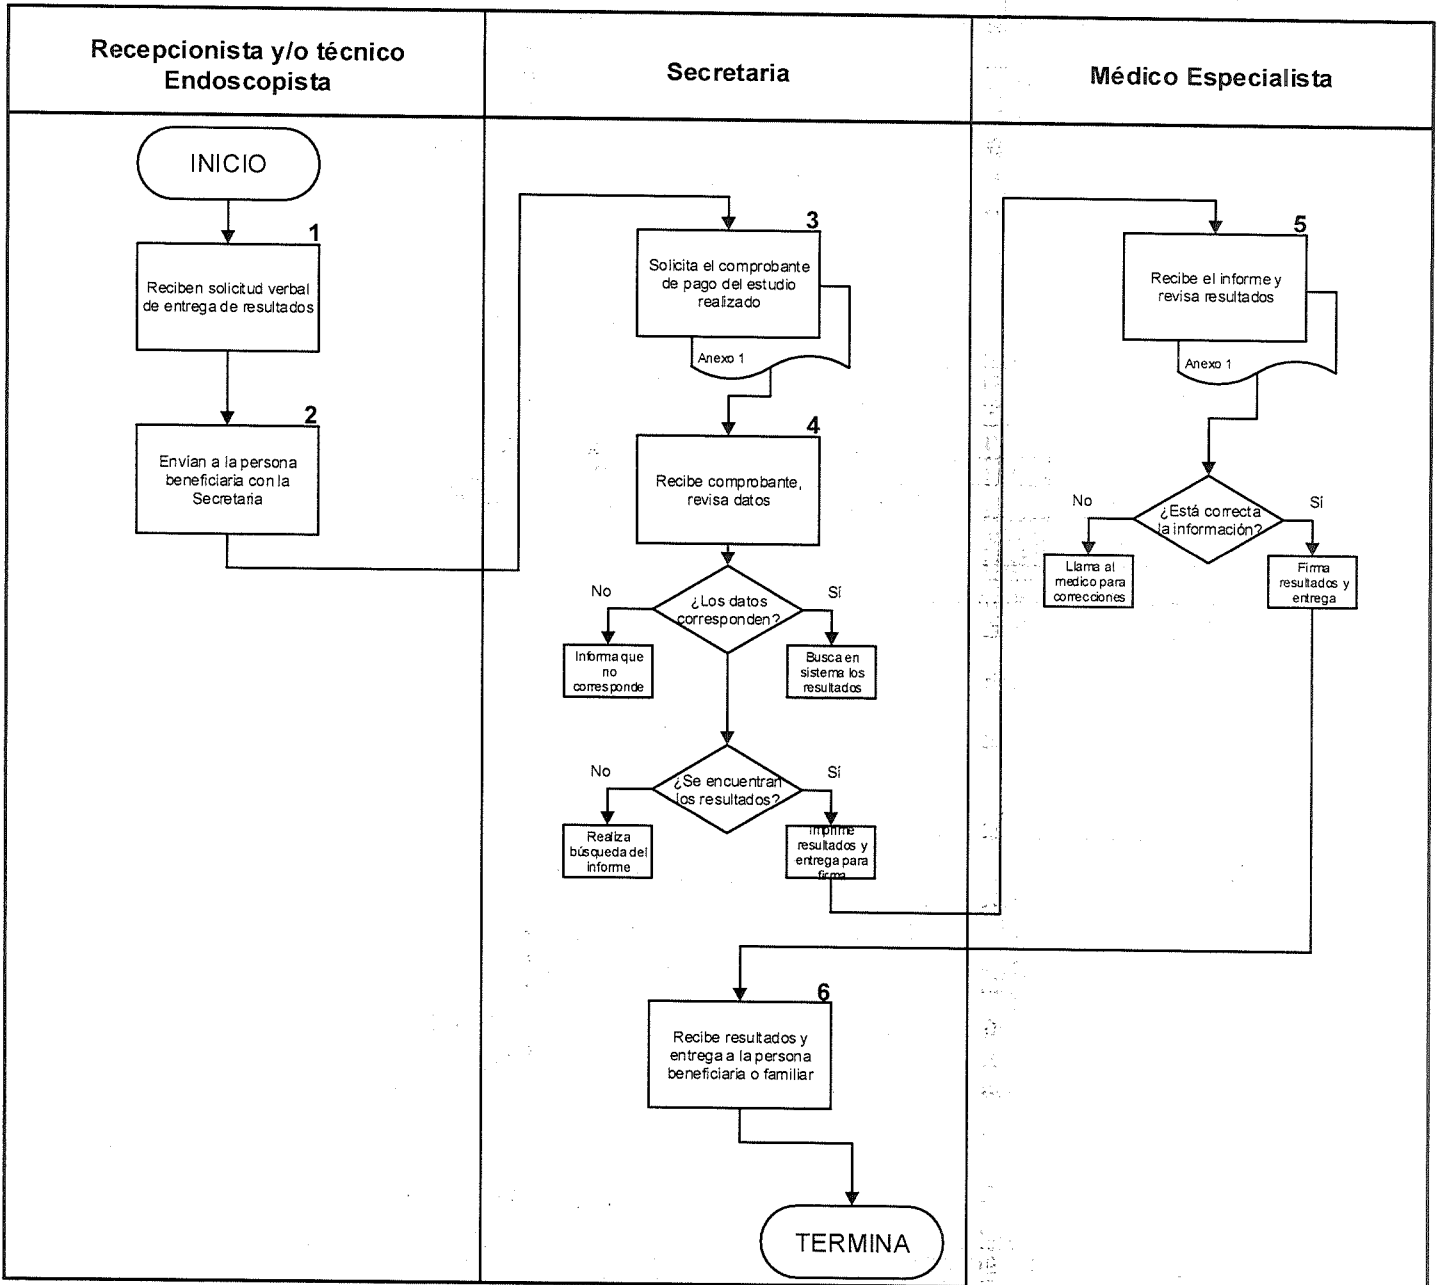 Recepcionista y/o técnico
Endoscopista
Secretaria
Médico Especialista
INICIO
1
Reciben solicitud verbal
de entrega de resultados
2
Envían a la persona
beneficiaria con la
Secretaria
3
Solicita el comprobante
de pago del estudio
realizado
Anexo 1
4
Recibe comprobante,
revisa datos
¿Los datos
corresponden?
No
Sí
Informa que
no
corresponde
Busca en
sistema los
resultados
¿Se encuentran
los resultados?
No
Sí
Realiza
búsqueda del
informe
Imprime
resultados y
entrega para
firma
5
Recibe el informe y
revisa resultados
Anexo 1
¿Está correcta
la información?
No
Sí
Llama al
medico para
correcciones
Firma
resultados y
entrega
6
Recibe resultados y
entrega a la persona
beneficiaria o familiar
TERMINA